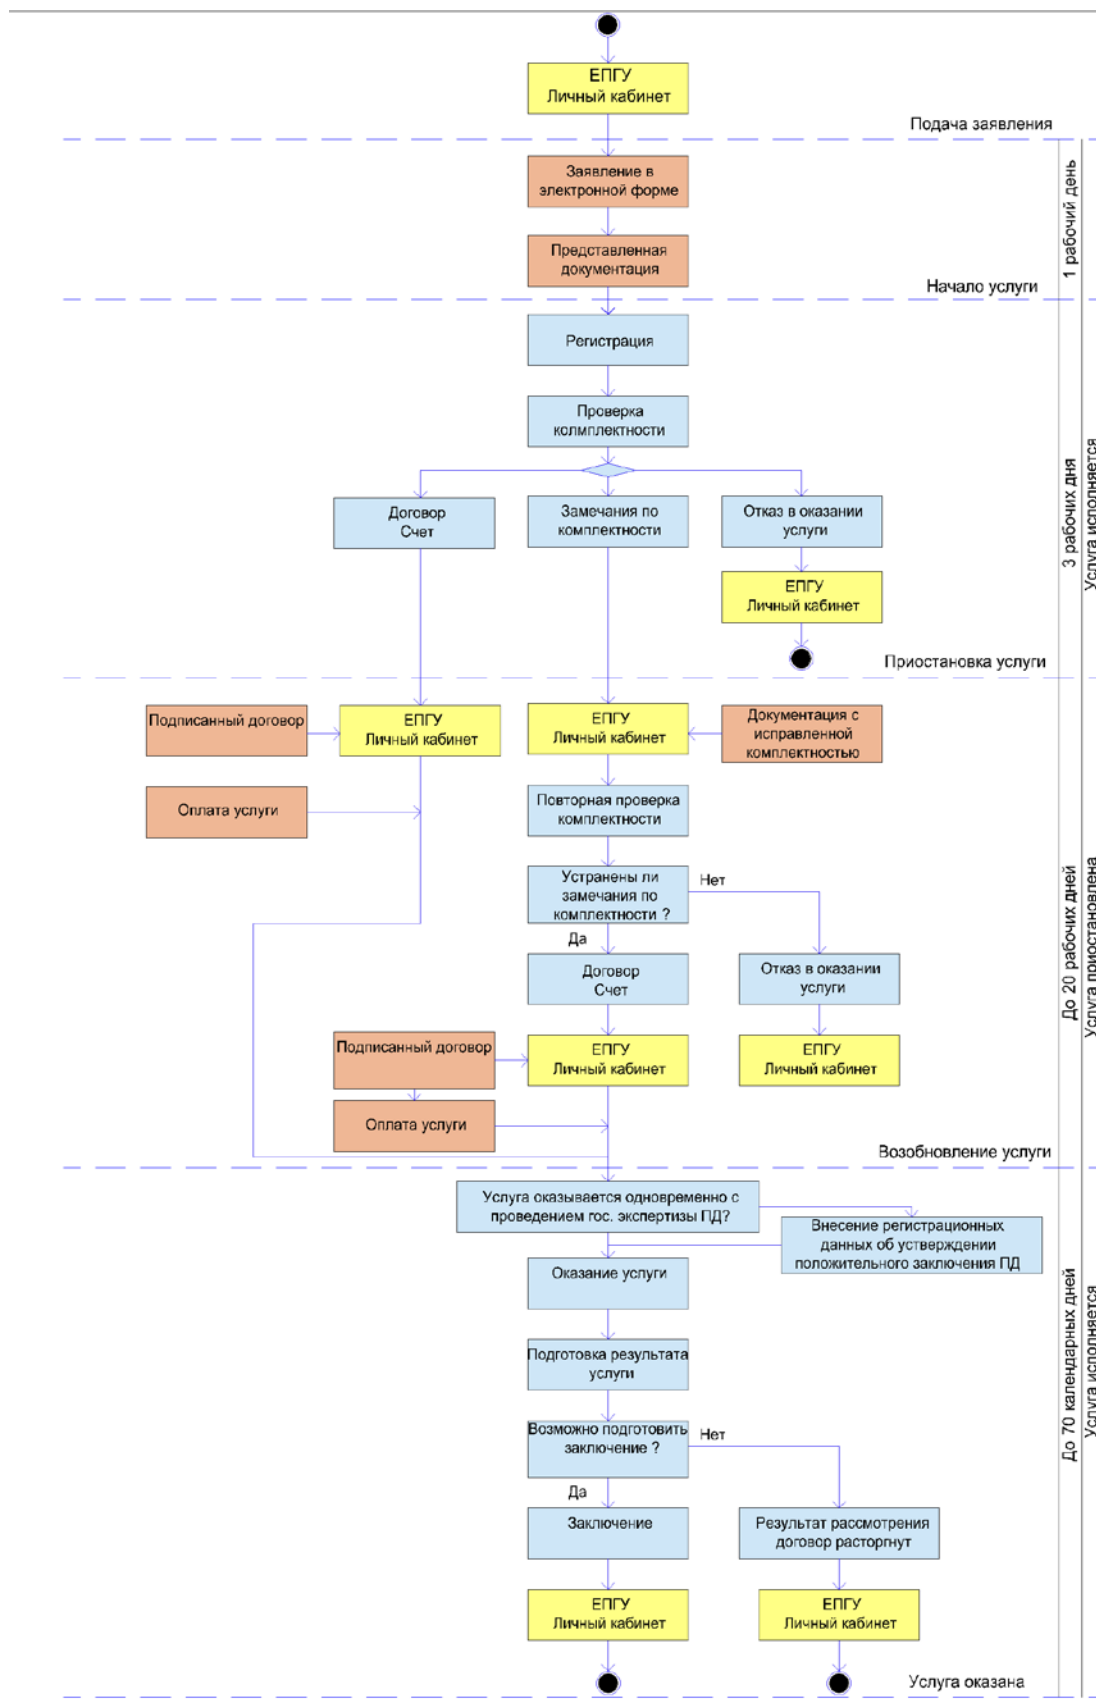 ЕПГУ
Личный кабинет
Подача заявления
Заявление в
электронной форме
Представленная
документация
1 рабочий день
Начало услуги
Регистрация
Проверка
колмплектности
Договор
Счет
Замечания по
комплектности
Отказ в оказании
услуги
ЕПГУ
Личный кабинет
3 рабочих дня
Услуга исполняется
Приостановка услуги
Подписанный договор
ЕПГУ
Личный кабинет
ЕПГУ
Личный кабинет
Документация с
исправленной
комплектностью
Оплата услуги
Повторная проверка
комплектности
Устранены ли
замечания по
комплектности ?
Нет
Да
Договор
Счет
Отказ в оказании
услуги
Подписанный договор
ЕПГУ
Личный кабинет
ЕПГУ
Личный кабинет
Оплата услуги
До 20 рабочих дней
Услуга приостановлена
Возобновление услуги
Услуга оказывается одновременно с
проведением гос. экспертизы ПД?
Внесение регистрационных
данных об утверждении
положительного заключения ПД
Оказание услуги
Подготовка результата
услуги
Возможно подготовить
заключение ?
Нет
Да
Заключение
Результат рассмотрения
договор расторгнут
ЕПГУ
Личный кабинет
ЕПГУ
Личный кабинет
До 70 календарных дней
Услуга исполняется
Услуга оказана